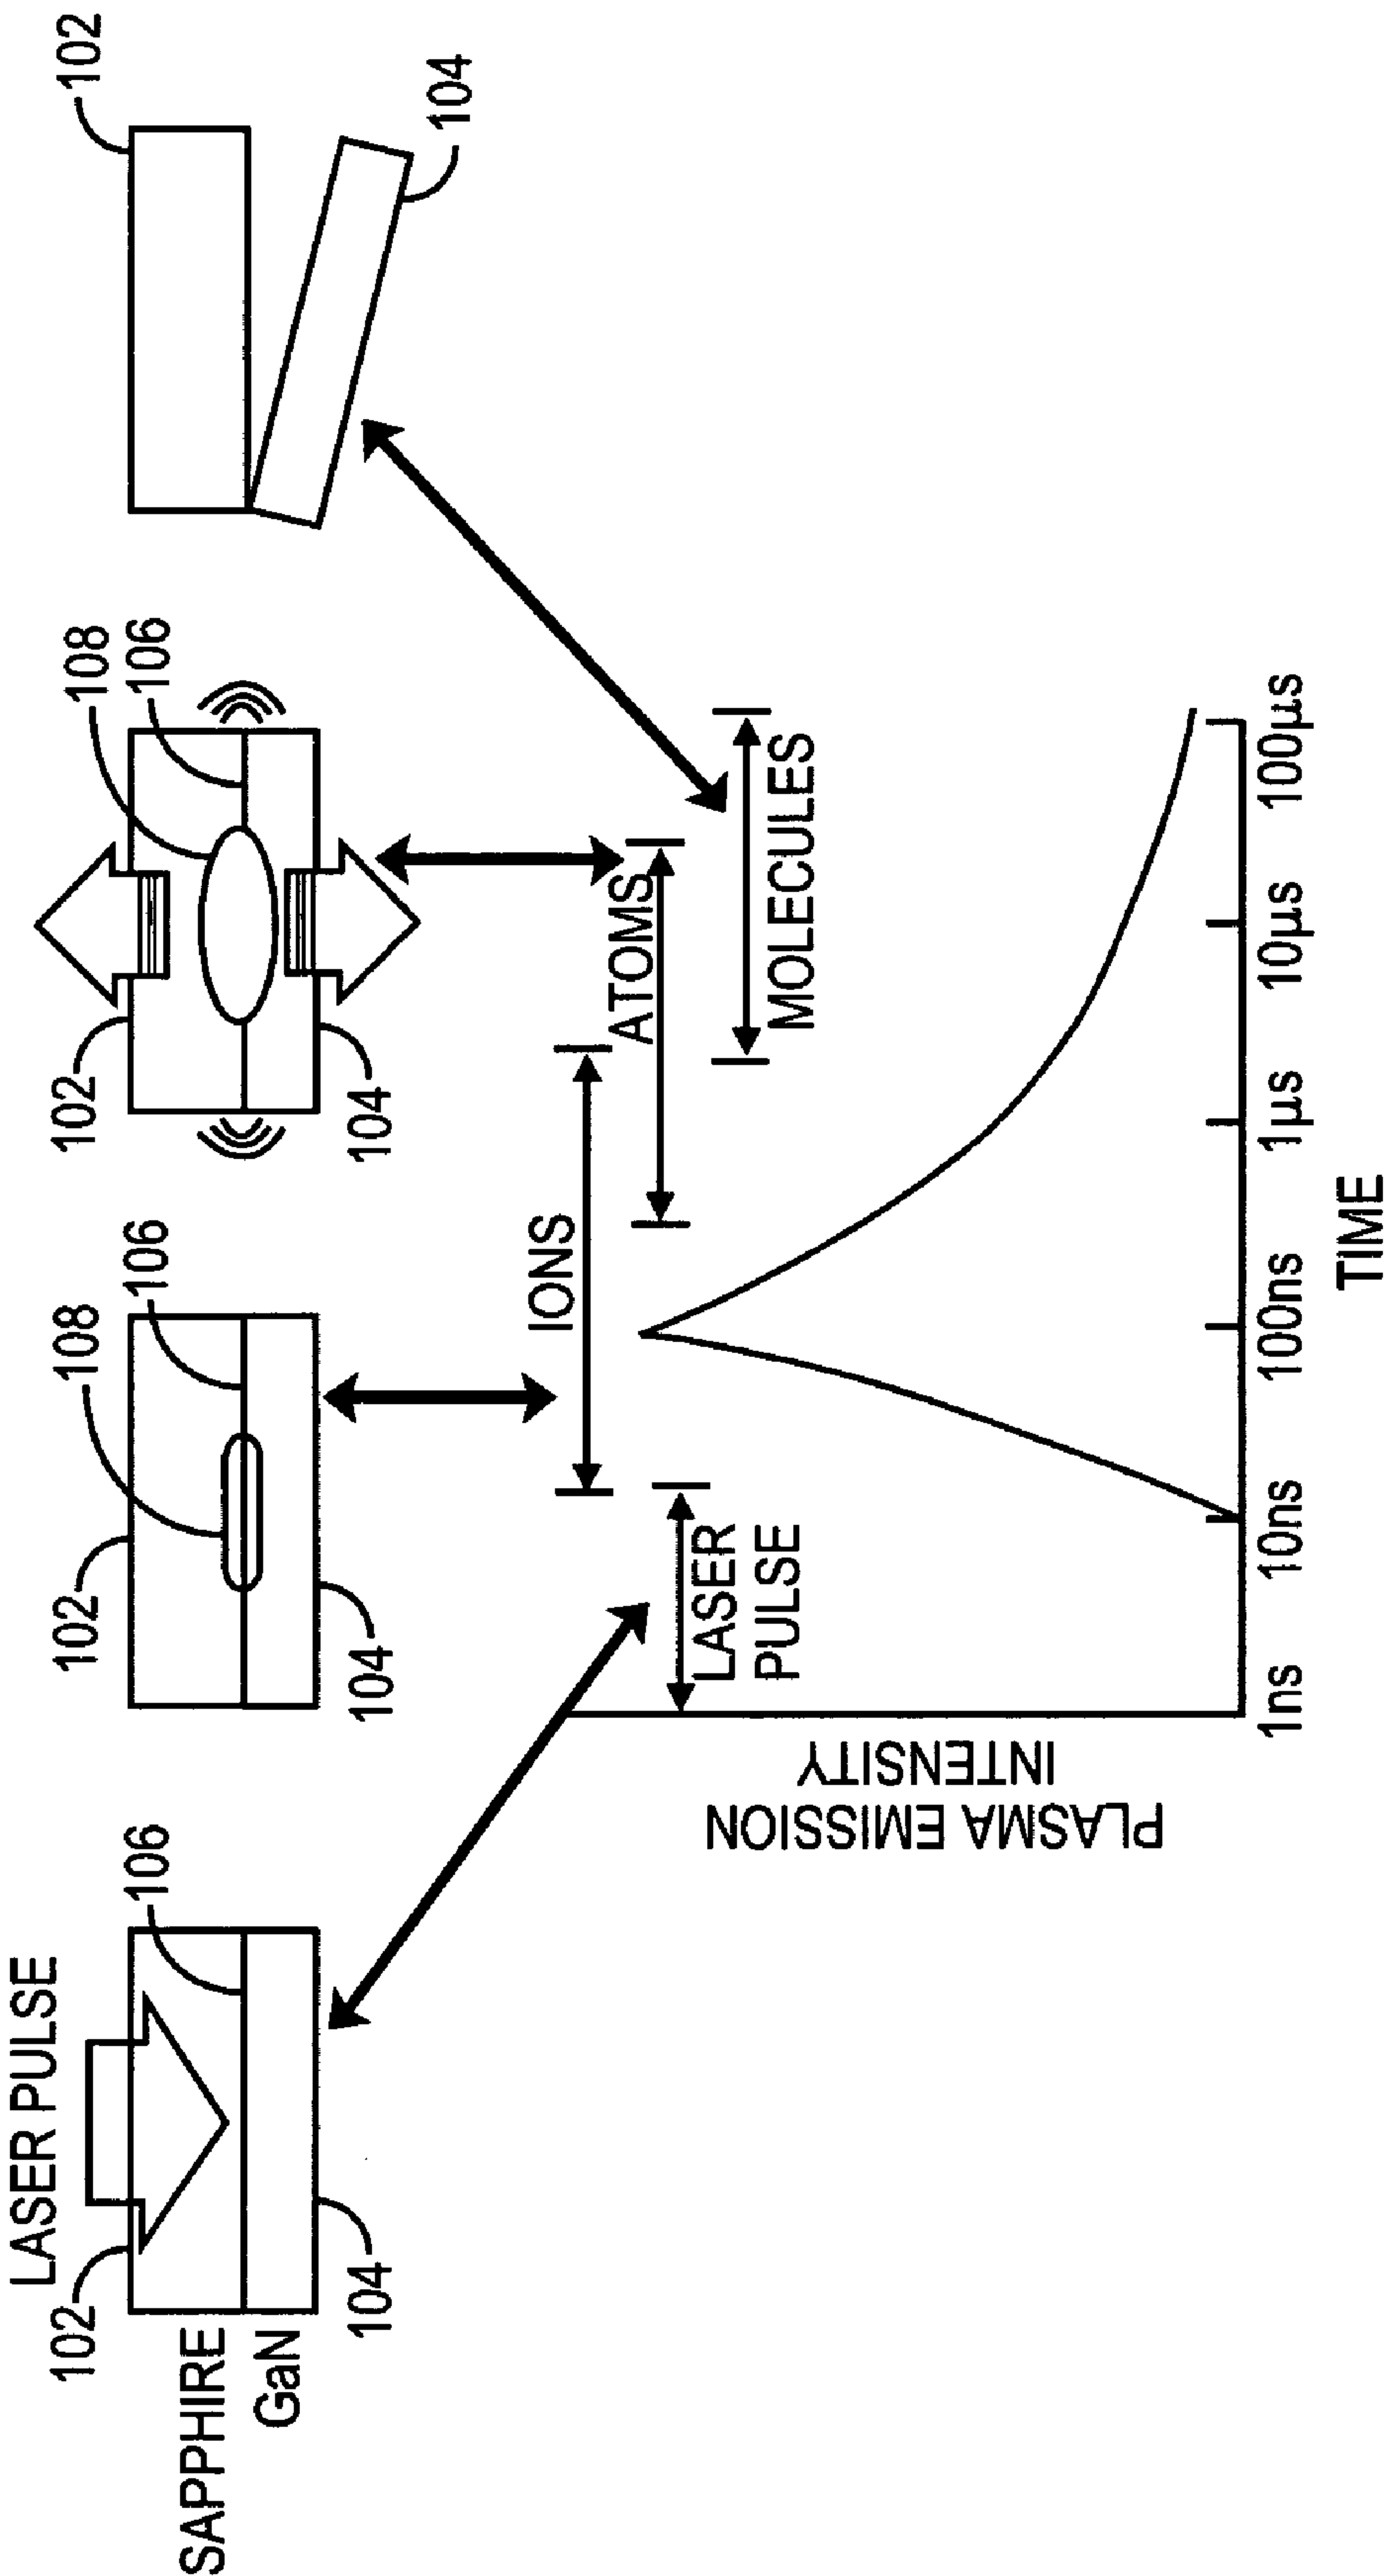 LASER PULSE
102
106
SAPPHIRE
GaN
104
102
108
106
104
102
108
106
104
102
104
IONS
ATOMS
LASER
PULSE
MOLECULES
PLASMA EMISSION
INTENSITY
1ns
10ns
100ns
1μs
10μs
100μs
TIME